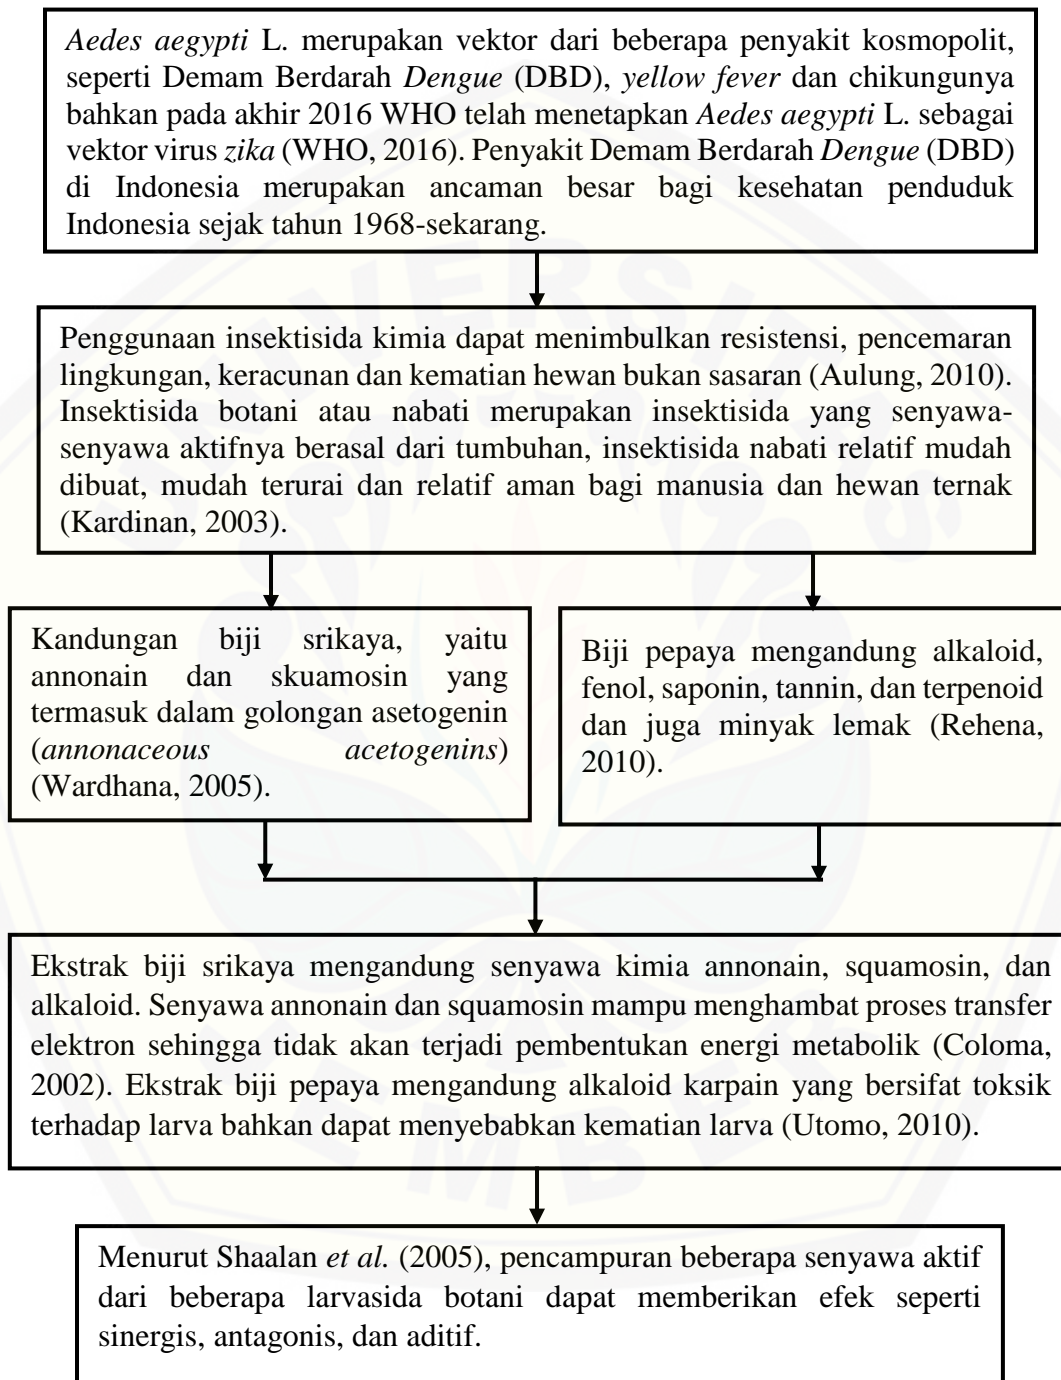 Aedes aegypti L. merupakan vektor dari beberapa penyakit kosmopolit,
seperti Demam Berdarah Dengue (DBD), yellow fever dan chikungunya
bahkan pada akhir 2016 WHO telah menetapkan Aedes aegypti L. sebagai
vektor virus zika (WHO, 2016). Penyakit Demam Berdarah Dengue (DBD)
di Indonesia merupakan ancaman besar bagi kesehatan penduduk
Indonesia sejak tahun 1968-sekarang.
Penggunaan insektisida kimia dapat menimbulkan resistensi, pencemaran
lingkungan, keracunan dan kematian hewan bukan sasaran (Aulung, 2010).
Insektisida botani atau nabati merupakan insektisida yang senyawa-
senyawa aktifnya berasal dari tumbuhan, insektisida nabati relatif mudah
dibuat, mudah terurai dan relatif aman bagi manusia dan hewan ternak
(Kardinan, 2003).
Kandungan biji srikaya, yaitu
annonain dan skuamosin yang
termasuk dalam golongan asetogenin
(annonaceous acetogenins)
(Wardhana, 2005).
Biji pepaya mengandung alkaloid,
fenol, saponin, tannin, dan terpenoid
dan juga minyak lemak (Rehena,
2010).
Ekstrak biji srikaya mengandung senyawa kimia annonain, squamosin, dan
alkaloid. Senyawa annonain dan squamosin mampu menghambat proses transfer
elektron sehingga tidak akan terjadi pembentukan energi metabolik (Coloma,
2002). Ekstrak biji pepaya mengandung alkaloid karpain yang bersifat toksik
terhadap larva bahkan dapat menyebabkan kematian larva (Utomo, 2010).
Menurut Shaalan et al. (2005), pencampuran beberapa senyawa aktif
dari beberapa larvasida botani dapat memberikan efek seperti
sinergis, antagonis, dan aditif.
UNIVERSITAS
JEMBER